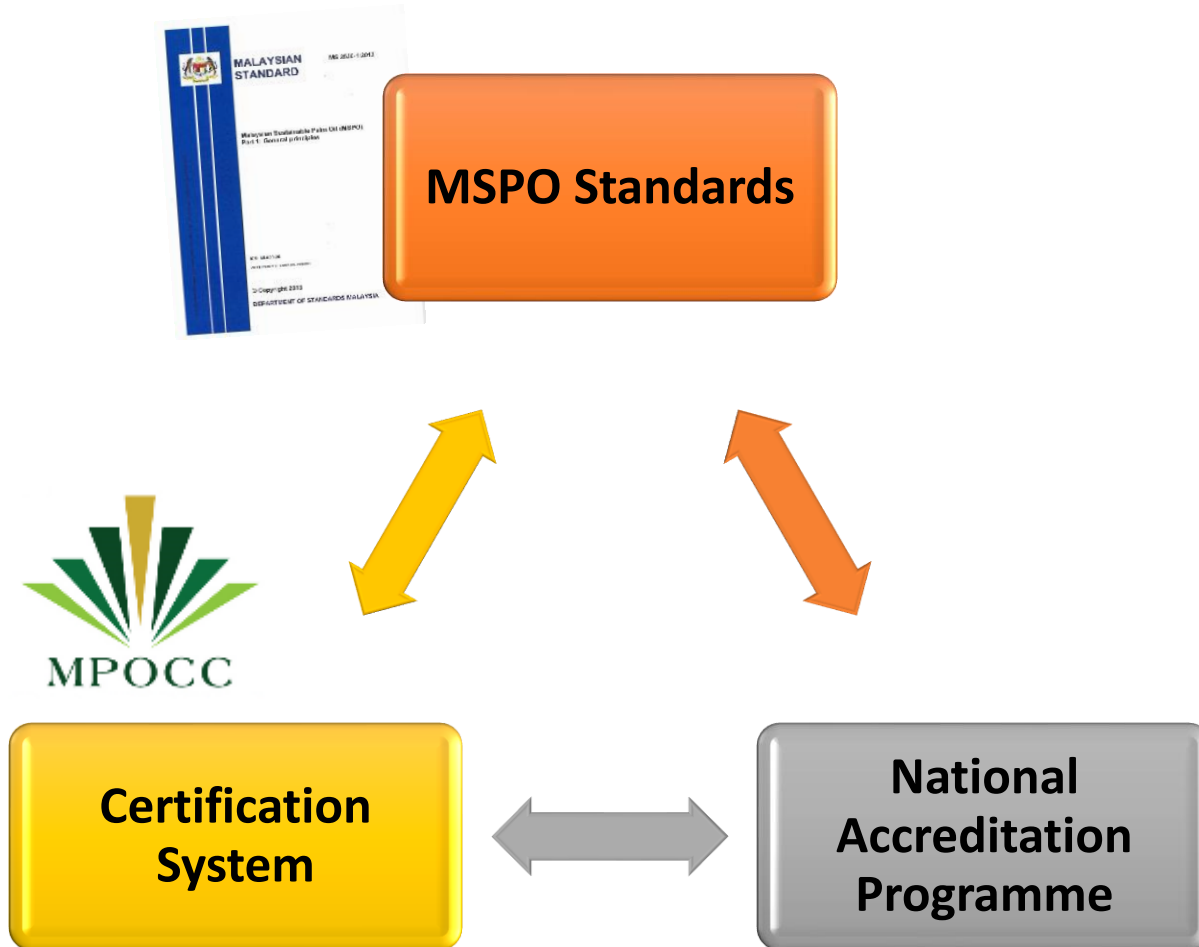 MALAYSIAN
STANDARD
Malaysian Sustainable Palm Oil (MSPO)
Part 1: General principles
© Copyright 2013
DEPARTMENT OF STANDARDS MALAYSIA
MSPO Standards
MPOCC
Certification
System
National
Accreditation
Programme